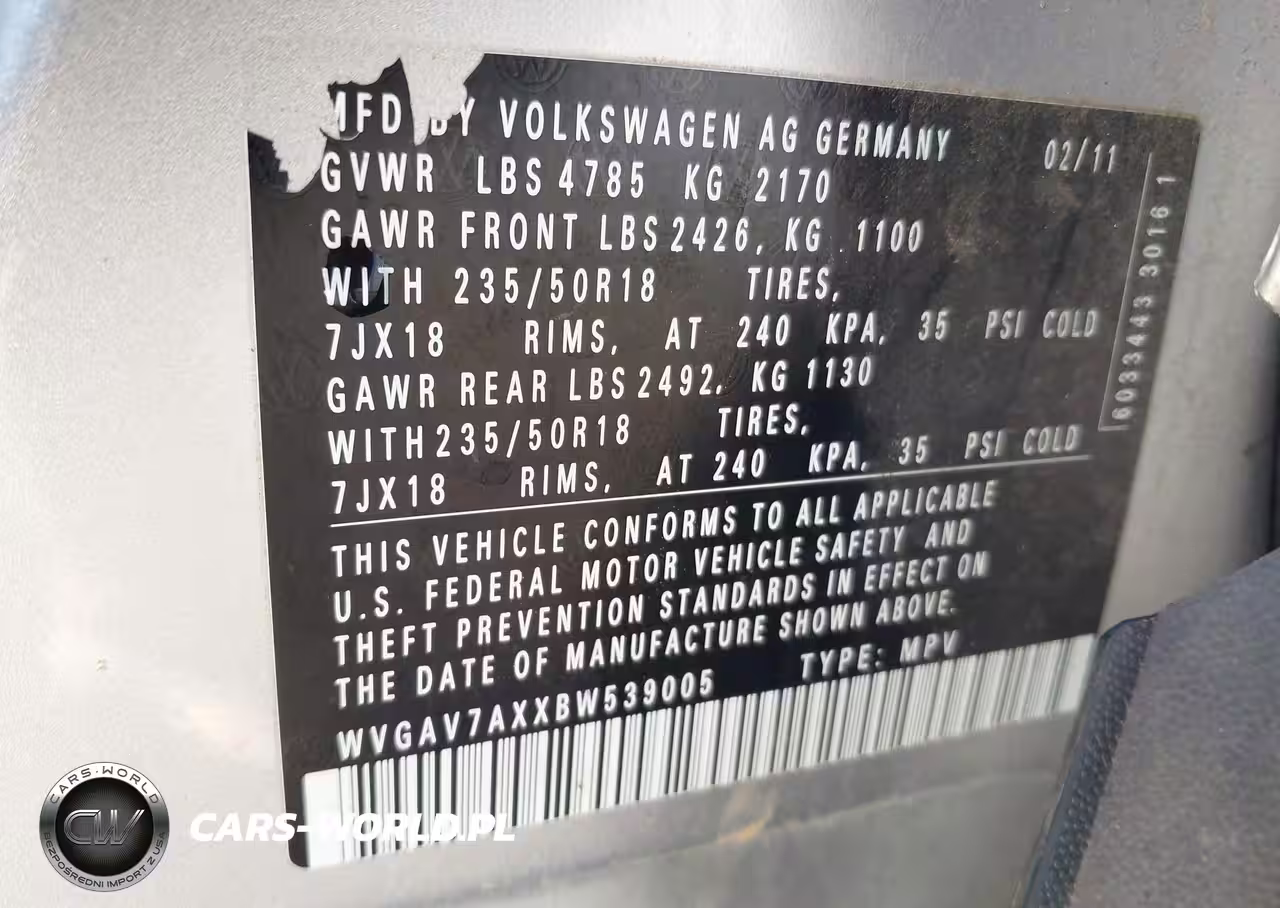 MFD BY VOLKSWAGEN AG GERMANY 02/11
GVWR LBS 4785 KG 2170
GAWR FRONT LBS 2426, KG 1100
WITH 235/50R18 TIRES,
7JX18 RIMS, AT 240 KPA, 35 PSI COLD
GAWR REAR LBS 2492, KG 1130
WITH 235/50R18 TIRES,
7JX18 RIMS, AT 240 KPA, 35 PSI COLD
THIS VEHICLE CONFORMS TO ALL APPLICABLE
U.S. FEDERAL MOTOR VEHICLE SAFETY AND
THEFT PREVENTION STANDARDS IN EFFECT ON
THE DATE OF MANUFACTURE SHOWN ABOVE.
WVGAV7AXXBW539005 TYPE: MPV
6033443 30161
CARS-WORLD
CW
BEZPOŚREDNI IMPORT Z USA
CARS-WORLD.PL